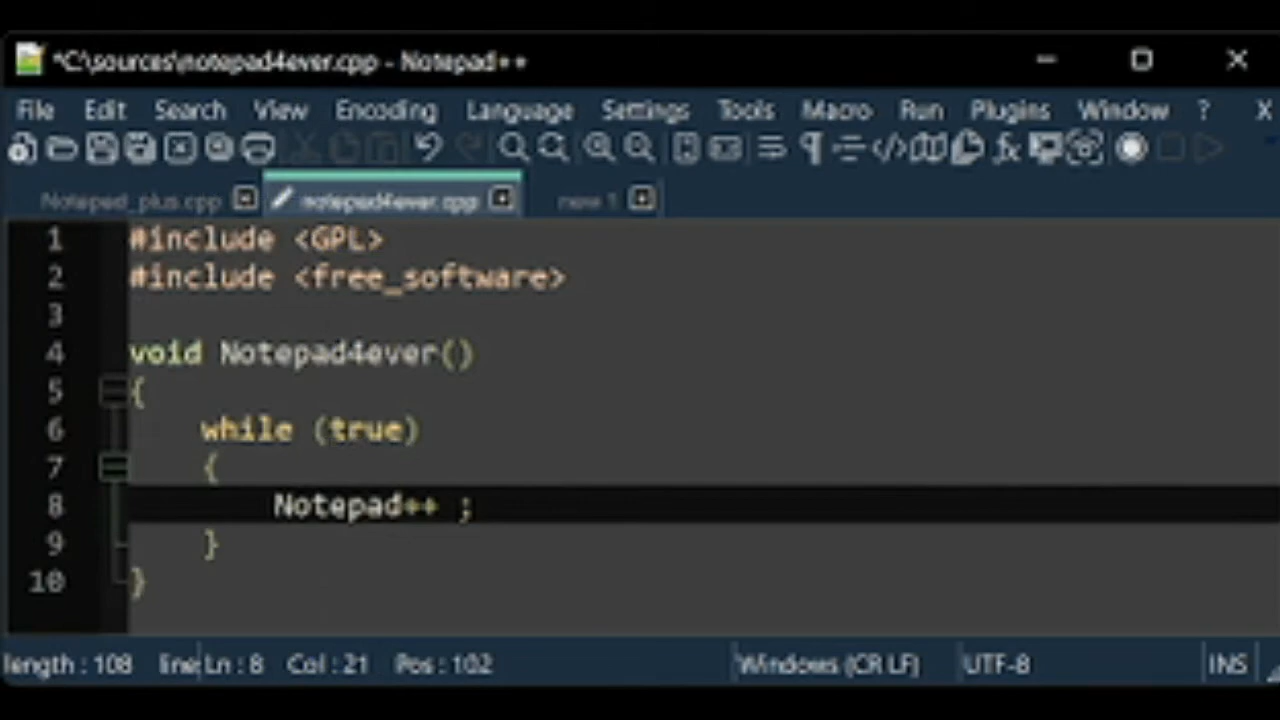 *C:\sources\notepad4ever.cpp - Notepad++
File Edit Search View Encoding Language Settings Tools Macro Run Plugins Window ? X
Notepad_plus.cpp notepad4ever.cpp new 1
1 #include <GPL>
2 #include <free_software>
3
4 void Notepad4ever()
5 {
6 while (true)
7 {
8 Notepad++ ;
9 }
10 }
length : 108 line Ln : 8 Col : 21 Pos : 102 Windows (CR LF) UTF-8 INS